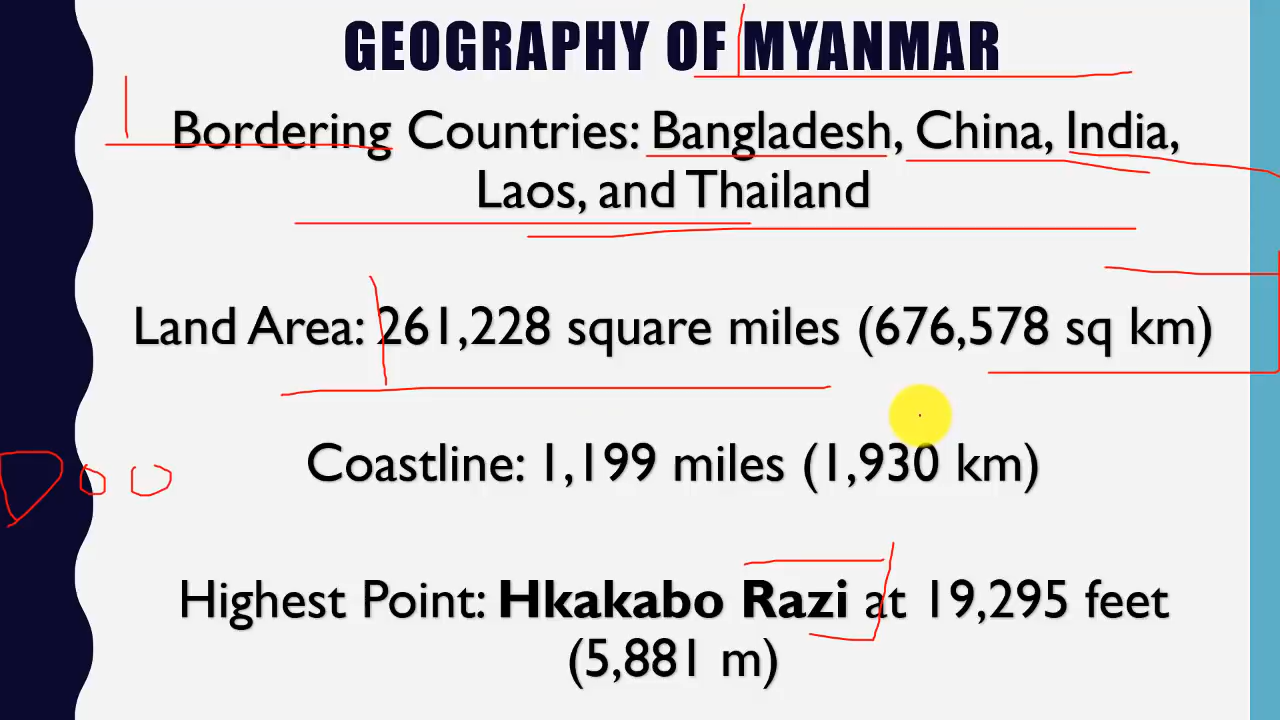 GEOGRAPHY OF MYANMAR
Bordering Countries: Bangladesh, China, India,
Laos, and Thailand
Land Area: 261,228 square miles (676,578 sq km)
Coastline: 1,199 miles (1,930 km)
Highest Point: Hkakabo Razi at 19,295 feet
(5,881 m)